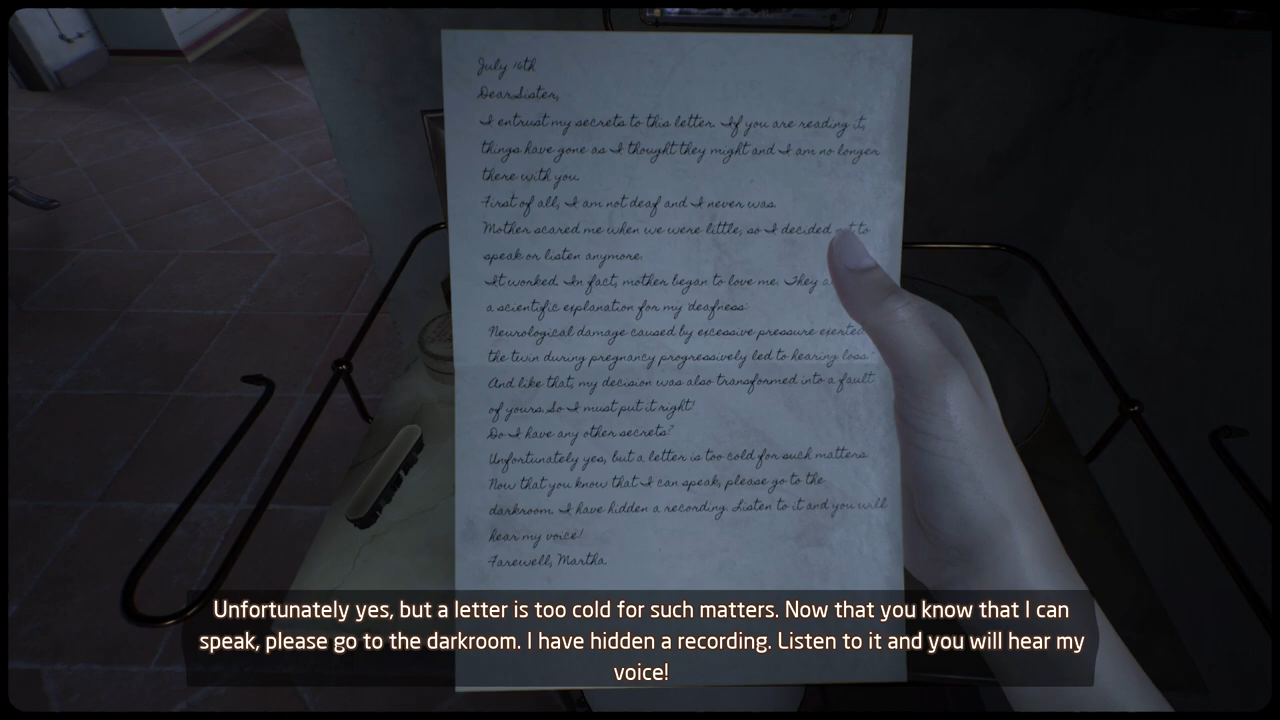 July 16th
Dear Sister,
I entrust my secrets to this letter. If you are reading it,
things have gone as I thought they might and I am no longer
there with you.
First of all, I am not deaf and I never was.
Mother scared me when we were little, so I decided to
speak or listen anymore.
It worked. In fact, mother began to love me. They
a scientific explanation for my 'deafness'
Neurological damage caused by excessive pressure exerted
the twin during pregnancy progressively led to hearing loss"
And like that, my decision was also transformed into a fault
of yours. So I must put it right!
Do I have any other secrets?
Unfortunately yes, but a letter is too cold for such matters
Now that you know that I can speak, please go to the
darkroom. I have hidden a recording. Listen to it and you will
hear my voice!
Farewell, Martha.
Unfortunately yes, but a letter is too cold for such matters. Now that you know that I can
speak, please go to the darkroom. I have hidden a recording. Listen to it and you will hear my
voice!